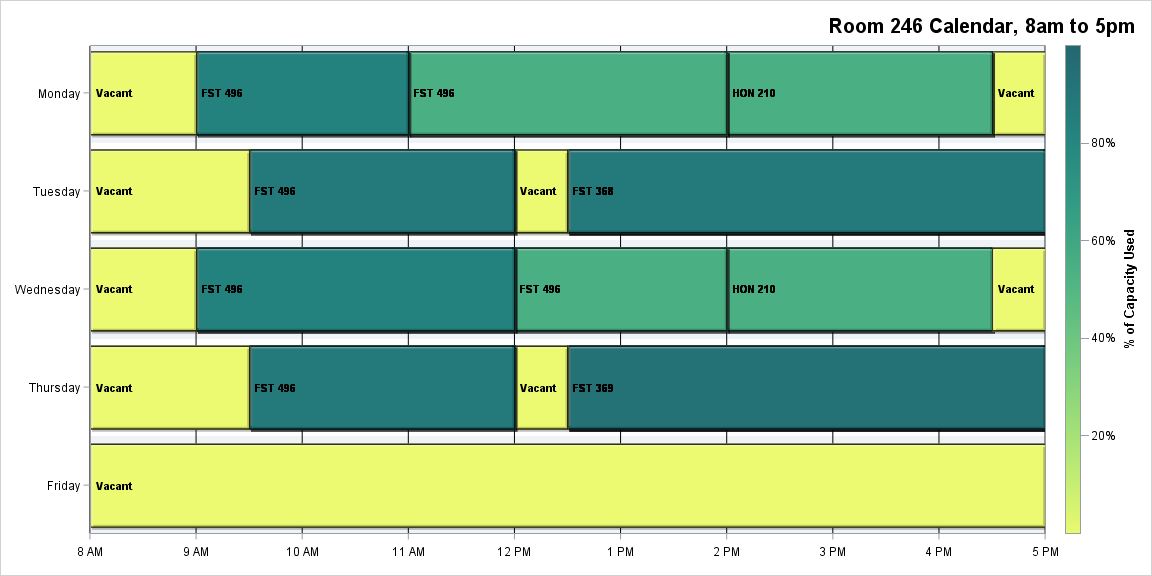 Room 246 Calendar, 8am to 5pm
Monday
Vacant
FST 496
FST 496
HON 210
Vacant
Tuesday
Vacant
FST 496
Vacant
FST 368
Wednesday
Vacant
FST 496
FST 496
HON 210
Vacant
Thursday
Vacant
FST 496
Vacant
FST 369
Friday
Vacant
8 AM
9 AM
10 AM
11 AM
12 PM
1 PM
2 PM
3 PM
4 PM
5 PM
80%
60%
40%
20%
% of Capacity Used